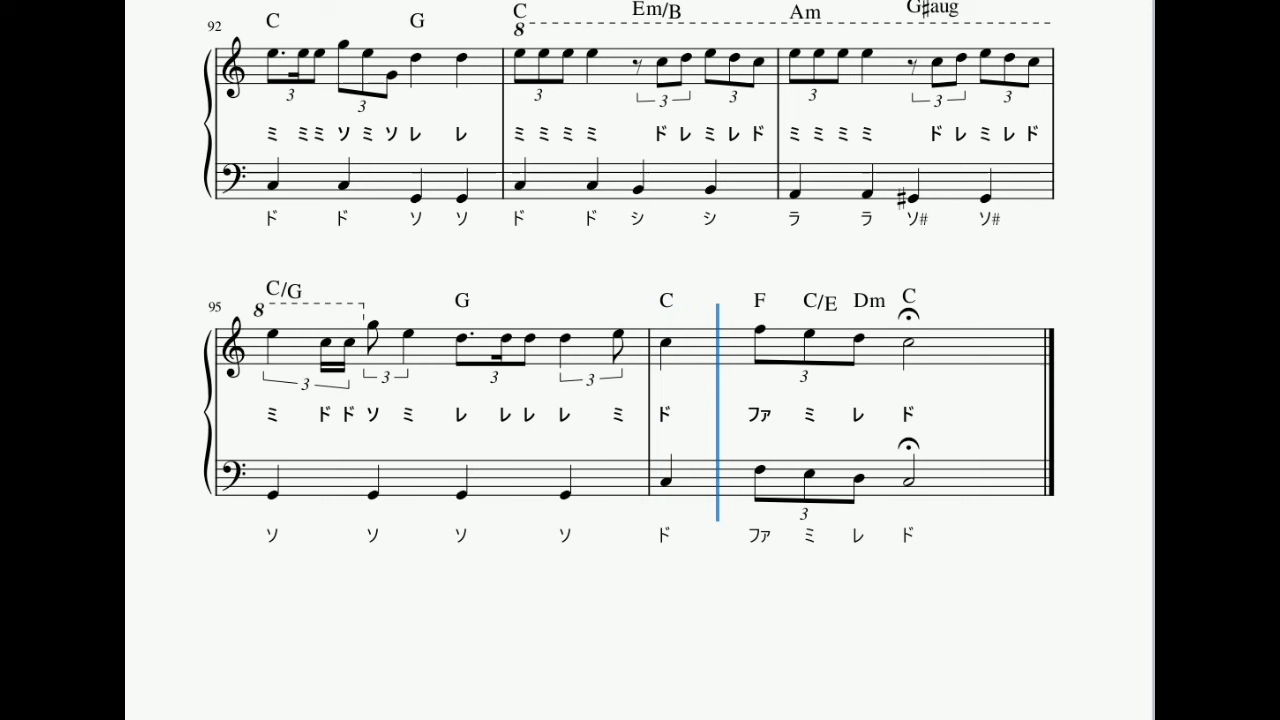 92 C G C Em/B Am G#aug
8
3 3 3 3 3 3 3 3
ミ ミ ミ ソ ミ ソ レ レ ミ ミ ミ ミ ド レ ミ レ ド ミ ミ ミ ミ ド レ ミ レ ド
ド ド ソ ソ ド ド シ シ ラ ラ ソ# ソ#
95 C/G G C F C/E Dm C
8
3 3 3 3 3
ミ ド ド ソ ミ レ レ レ レ ミ ド ファ ミ レ ド
3
ソ ソ ソ ソ ド ファ ミ レ ド